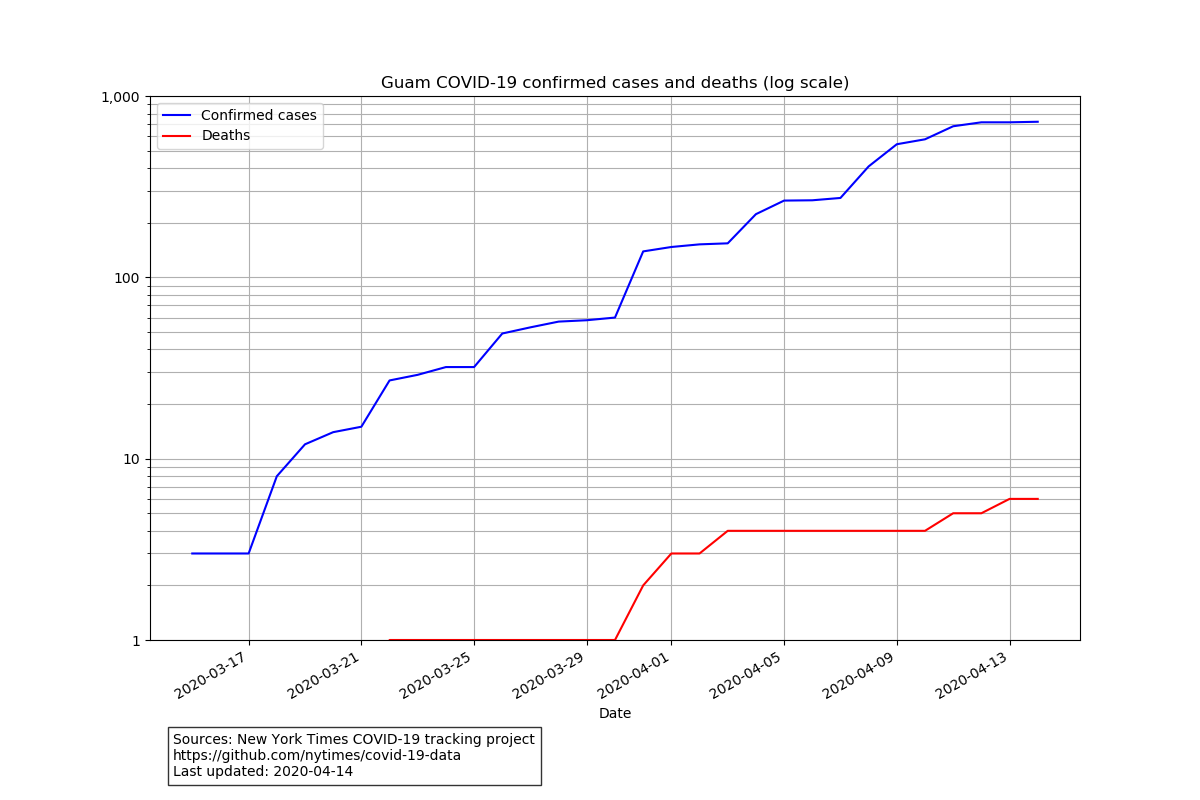 Guam COVID-19 confirmed cases and deaths (log scale)
1,000
Confirmed cases
Deaths
100
10
1
2020-03-17
2020-03-21
2020-03-25
2020-03-29
2020-04-01
2020-04-05
2020-04-09
2020-04-13
Date
Sources: New York Times COVID-19 tracking project
https://github.com/nytimes/covid-19-data
Last updated: 2020-04-14